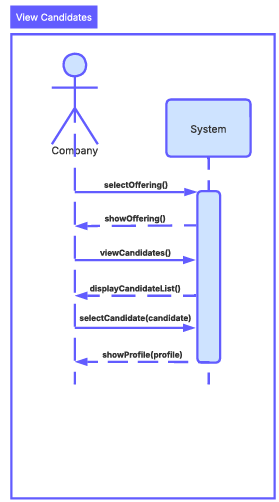 View Candidates
Company
System
selectOffering()
showOffering()
viewCandidates()
displayCandidateList()
selectCandidate(candidate)
showProfile(profile)